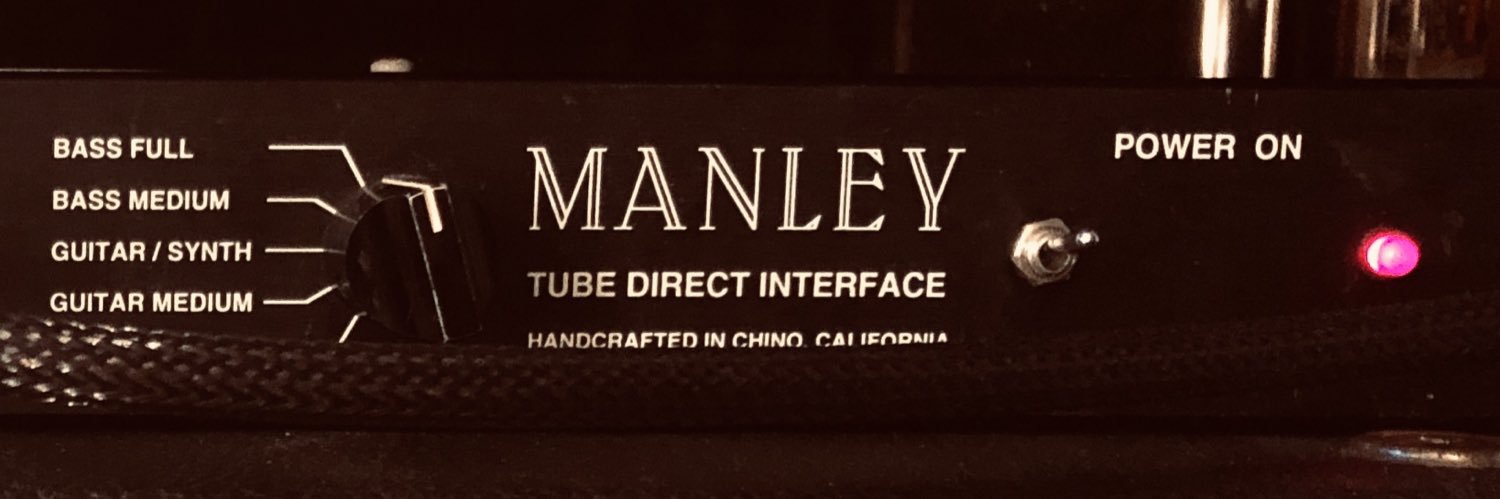 BASS FULL
BASS MEDIUM
GUITAR / SYNTH
GUITAR MEDIUM
MANLEY
TUBE DIRECT INTERFACE
HANDCRAFTED IN CHINO, CALIFORNIA
POWER ON